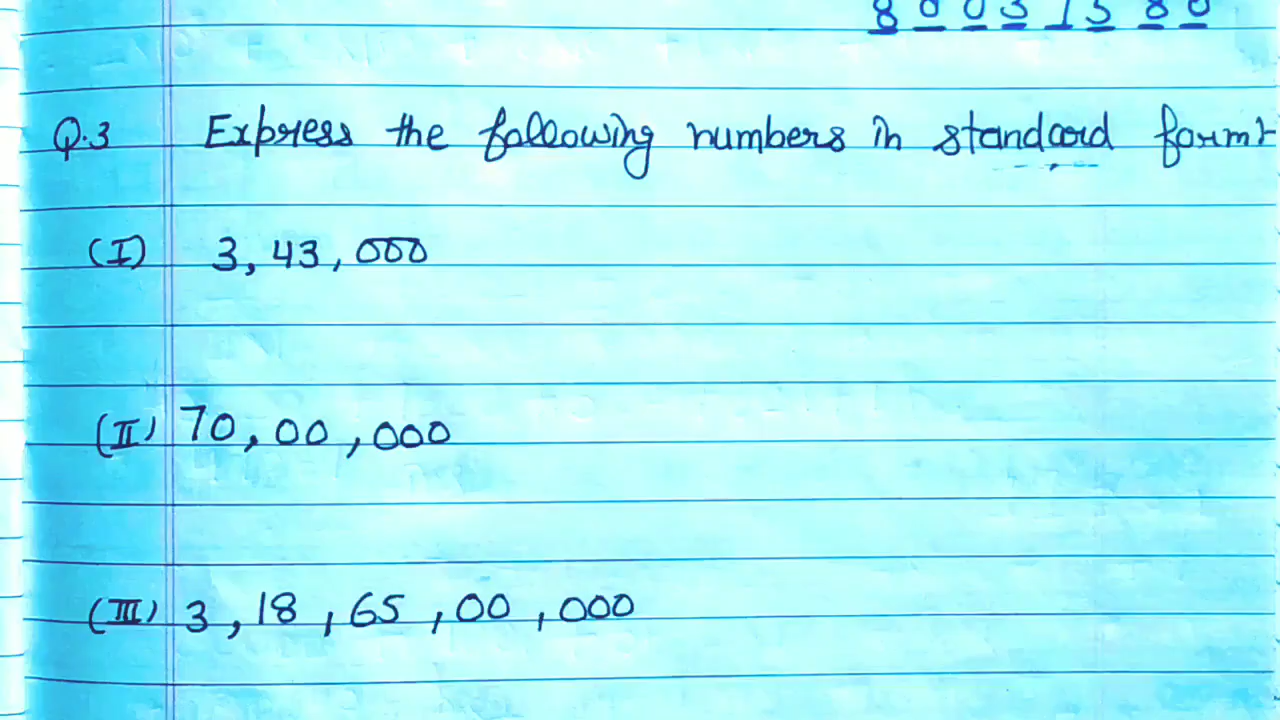 8 0 0 3 1 5 8 0
Q.3 Express the following numbers in standard form:
(I) 3, 43, 000
(II) 70, 00, 000
(III) 3, 18, 65, 00, 000